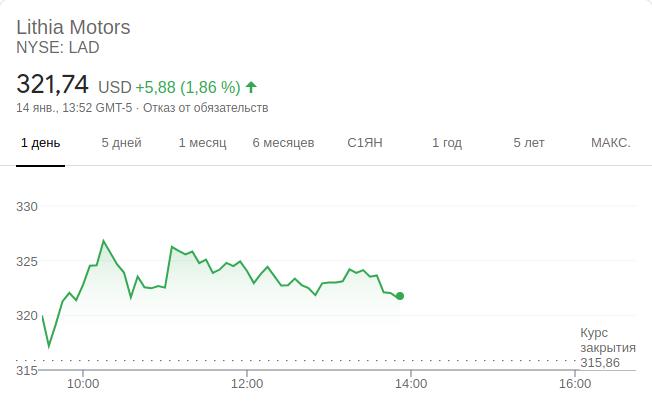 Lithia Motors
NYSE: LAD
321,74 USD +5,88 (1,86 %)
14 янв., 13:52 GMT-5 · Отказ от обязательств
1 день 5 дней 1 месяц 6 месяцев С1ЯН 1 год 5 лет МАКС.
330
325
320
Курс
закрытия
315,86
315
10:00 12:00 14:00 16:00